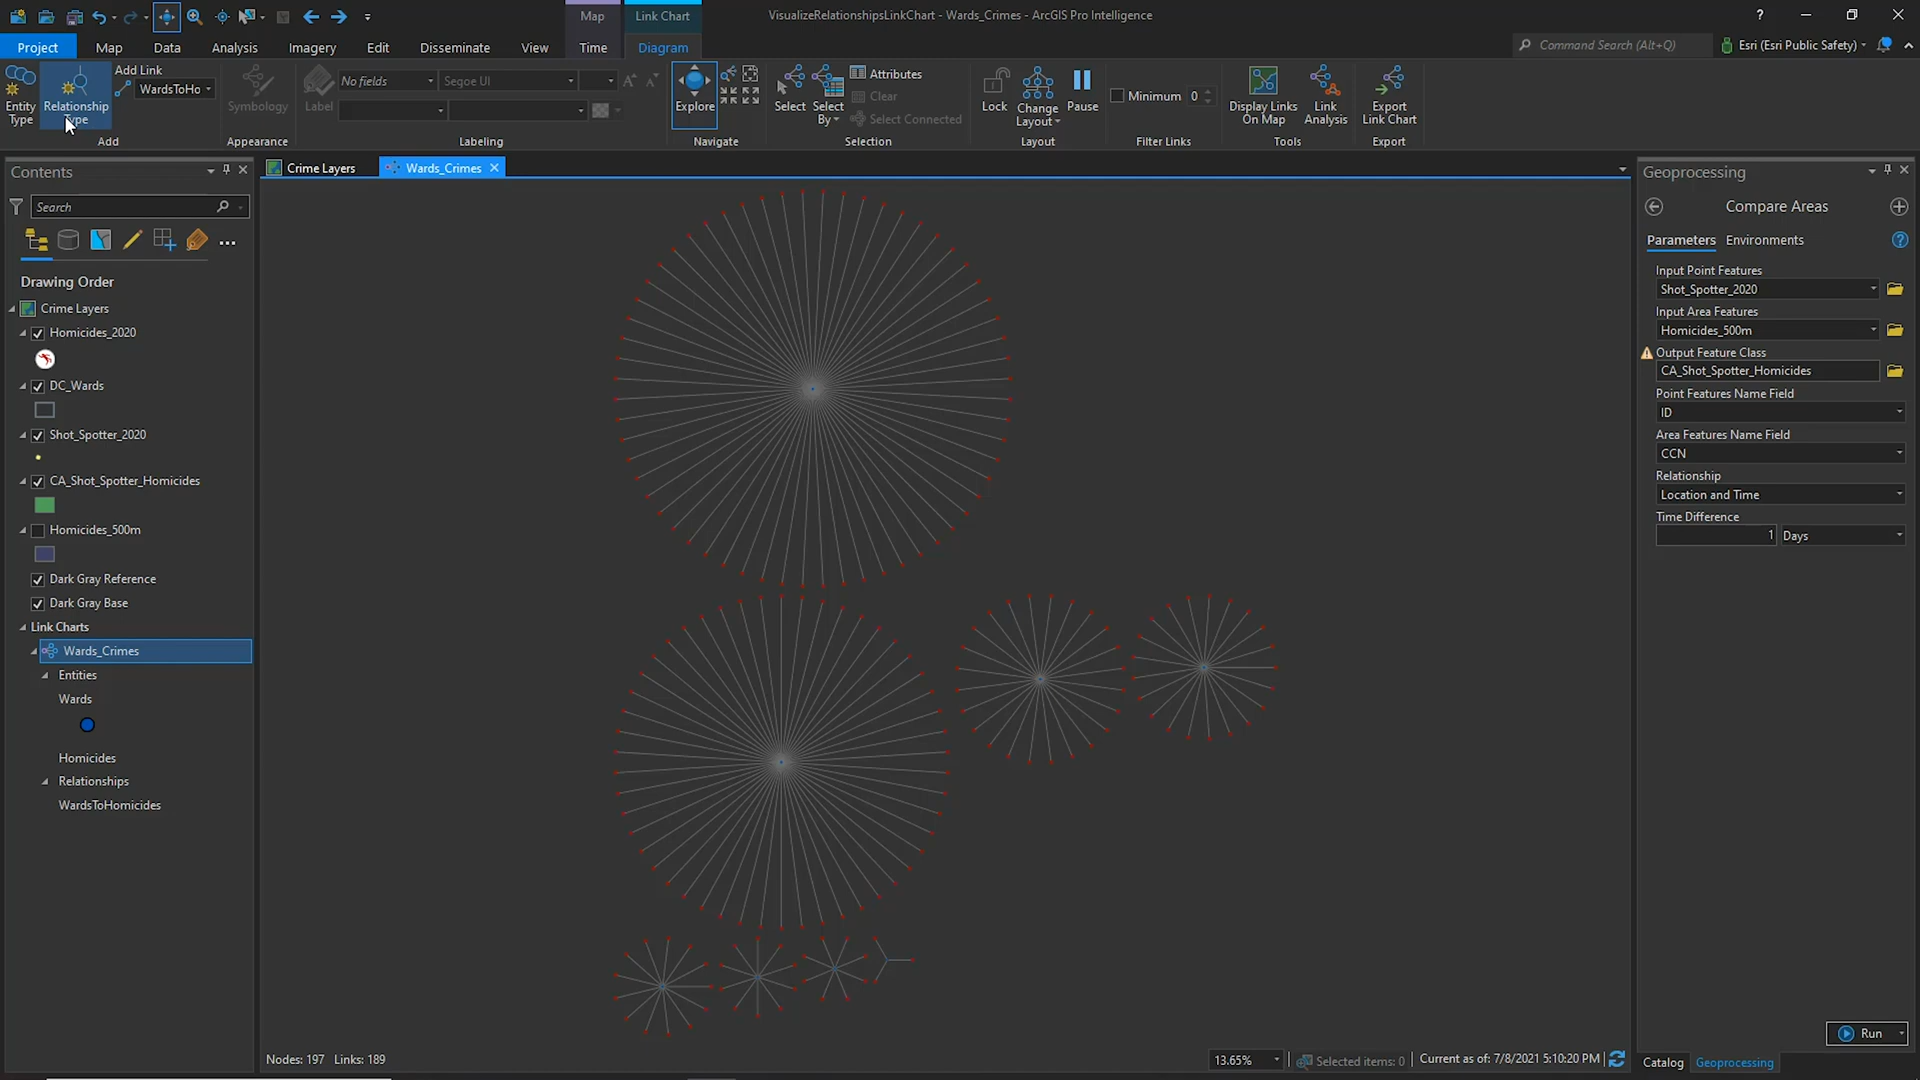 Map
Link Chart
VisualizeRelationshipsLinkChart - Wards_Crimes - ArcGIS Pro Intelligence
?
Project
Map
Data
Analysis
Imagery
Edit
Disseminate
View
Time
Diagram
Command Search (Alt+Q)
Esri (Esri Public Safety)
Entity Type
Relationship Type
Add Link
WardsToHo
Add
Symbology
Appearance
Label
No fields
Segoe UI
Labeling
Explore
Navigate
Select
Select By
Attributes
Clear
Select Connected
Selection
Lock
Change Layout
Pause
Layout
Minimum 0
Filter Links
Display Links On Map
Link Analysis
Tools
Export Link Chart
Export
Contents
Search
Drawing Order
Crime Layers
Homicides_2020
DC_Wards
Shot_Spotter_2020
CA_Shot_Spotter_Homicides
Homicides_500m
Dark Gray Reference
Dark Gray Base
Link Charts
Wards_Crimes
Entities
Wards
Homicides
Relationships
WardsToHomicides
Crime Layers
Wards_Crimes
Nodes: 197 Links: 189
13.65%
Selected items: 0
Current as of: 7/8/2021 5:10:20 PM
Geoprocessing
Compare Areas
Parameters Environments
?
Input Point Features
Shot_Spotter_2020
Input Area Features
Homicides_500m
Output Feature Class
CA_Shot_Spotter_Homicides
Point Features Name Field
ID
Area Features Name Field
CCN
Relationship
Location and Time
Time Difference
1 Days
Run
Catalog Geoprocessing